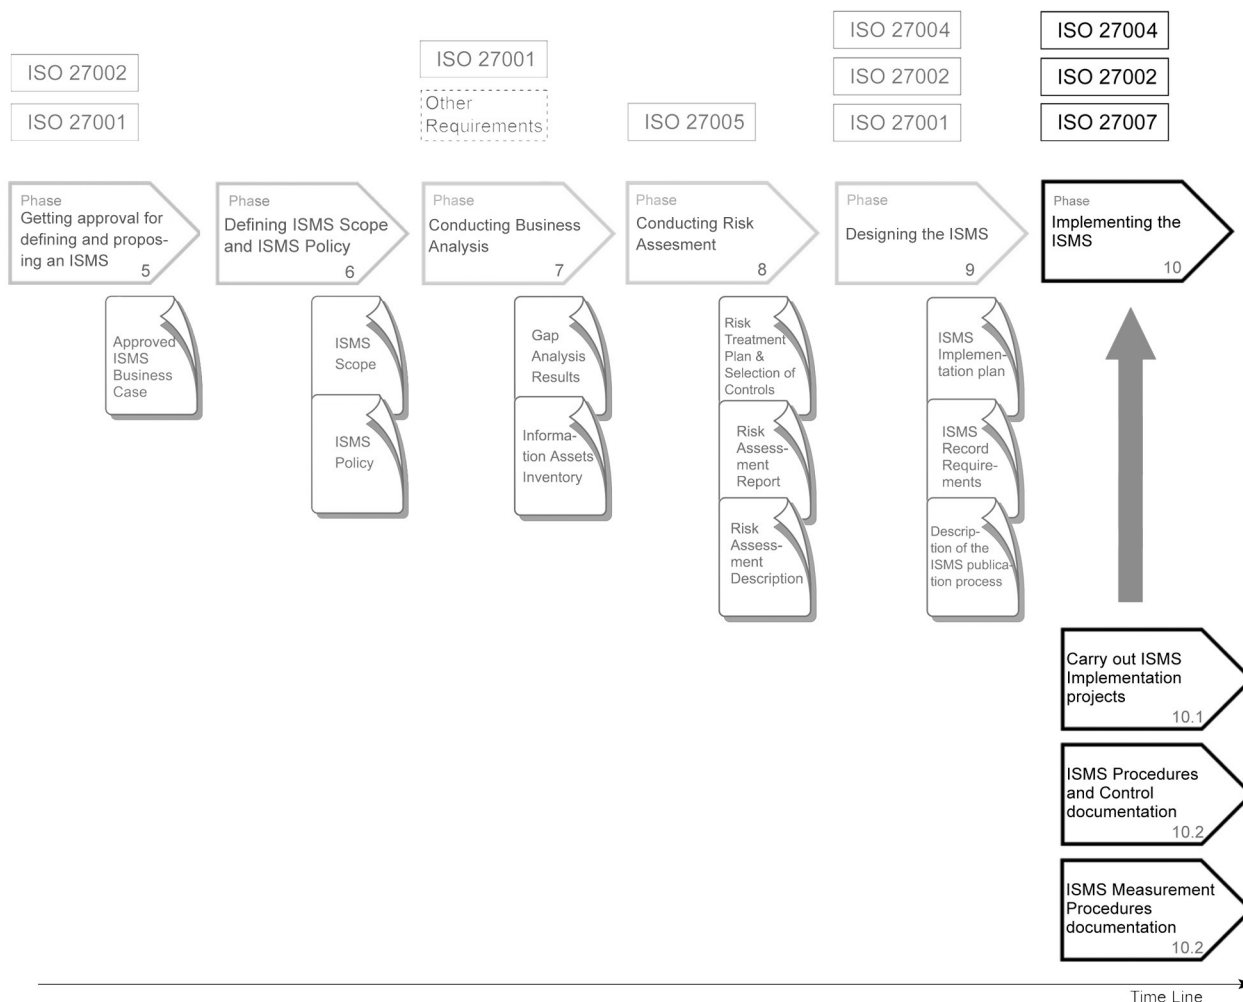 ISO 27002
ISO 27001
ISO 27001
Other
Requirements
ISO 27005
ISO 27004
ISO 27002
ISO 27001
ISO 27004
ISO 27002
ISO 27007
Phase
Getting approval for
defining and propos-
ing an ISMS
5
Phase
Defining ISMS Scope
and ISMS Policy
6
Phase
Conducting Business
Analysis
7
Phase
Conducting Risk
Assesment
8
Phase
Designing the ISMS
9
Phase
Implementing the
ISMS
10
Approved
ISMS
Business
Case
ISMS
Scope
ISMS
Policy
Gap
Analysis
Results
Informa-
tion Assets
Inventory
Risk
Treatment
Plan &
Selection of
Controls
Risk
Assess-
ment
Report
Risk
Assess-
ment
Description
ISMS
Implemen-
tation plan
ISMS
Record
Require-
ments
Descrip-
tion of the
ISMS publica-
tion process
Carry out ISMS
Implementation
projects
10.1
ISMS Procedures
and Control
documentation
10.2
ISMS Measurement
Procedures
documentation
10.2
Time Line